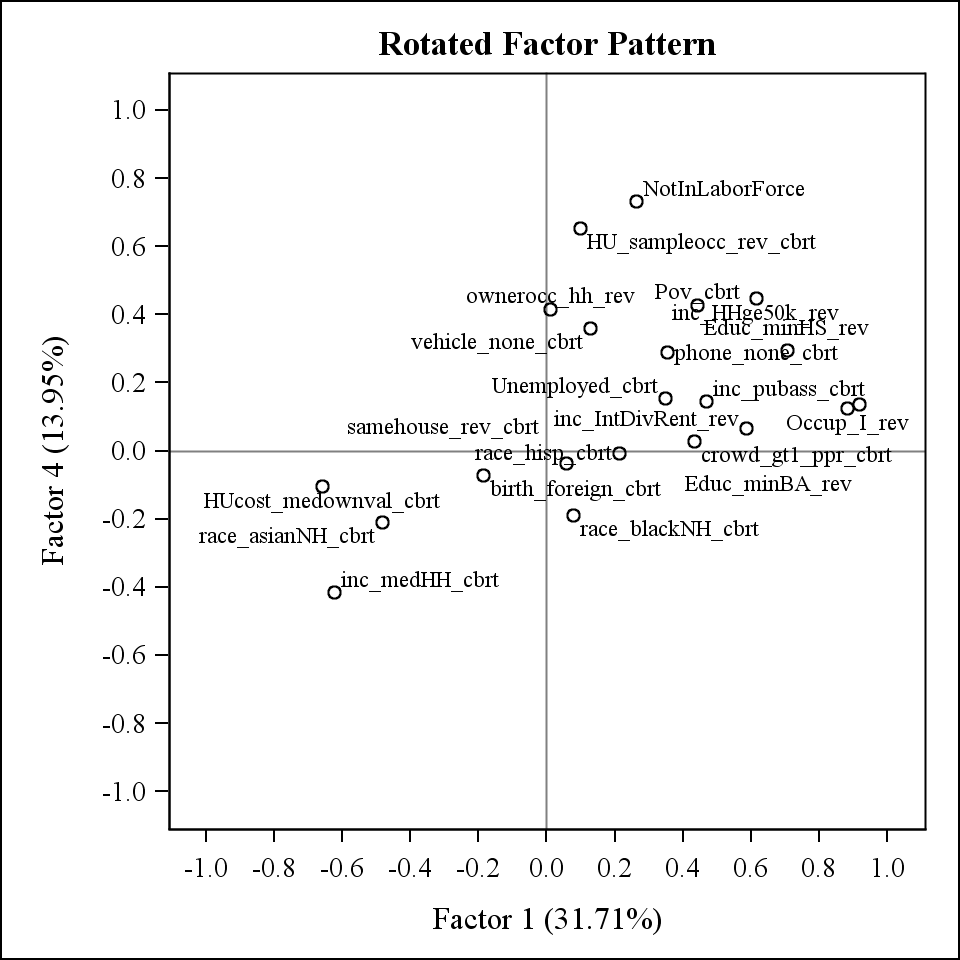 Rotated Factor Pattern
1.0
0.8
0.6
0.4
0.2
0.0
-0.2
-0.4
-0.6
-0.8
-1.0
Factor 4 (13.95%)
NotInLaborForce
HU_sampleocc_rev_cbrt
ownerocc_hh_rev
Pov_cbrt
inc_HHge50k_rev
Educ_minHS_rev
vehicle_none_cbrt
phone_none_cbrt
Unemployed_cbrt
inc_pubass_cbrt
inc_IntDivRent_rev
Occup_I_rev
samehouse_rev_cbrt
race_hisp_cbrt
crowd_gt1_ppr_cbrt
birth_foreign_cbrt
Educ_minBA_rev
HUcost_medownval_cbrt
race_asianNH_cbrt
race_blackNH_cbrt
inc_medHH_cbrt
-1.0 -0.8 -0.6 -0.4 -0.2 0.0 0.2 0.4 0.6 0.8 1.0
Factor 1 (31.71%)